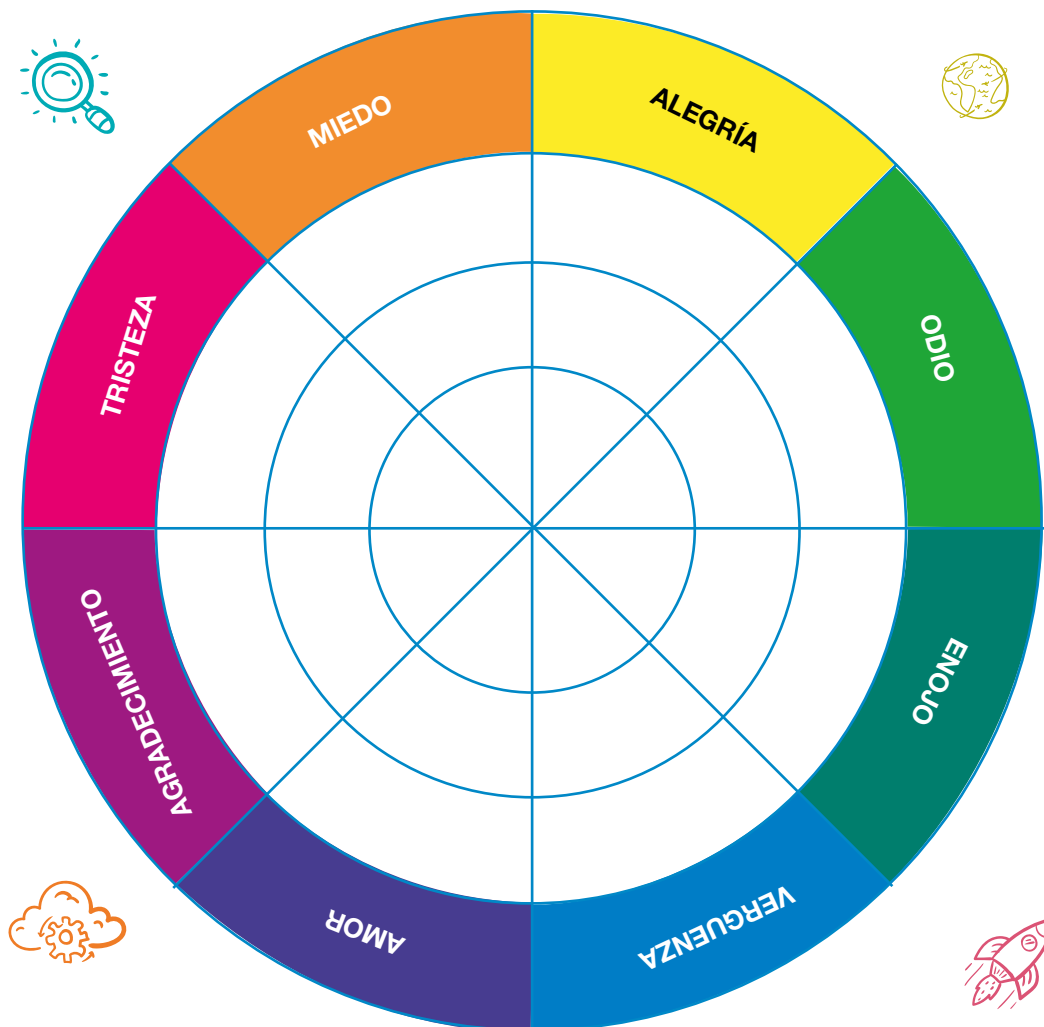 MIEDO
ALEGRÍA
ODIO
ENOJO
VERGUENZA
AMOR
AGRADECIMIENTO
TRISTEZA